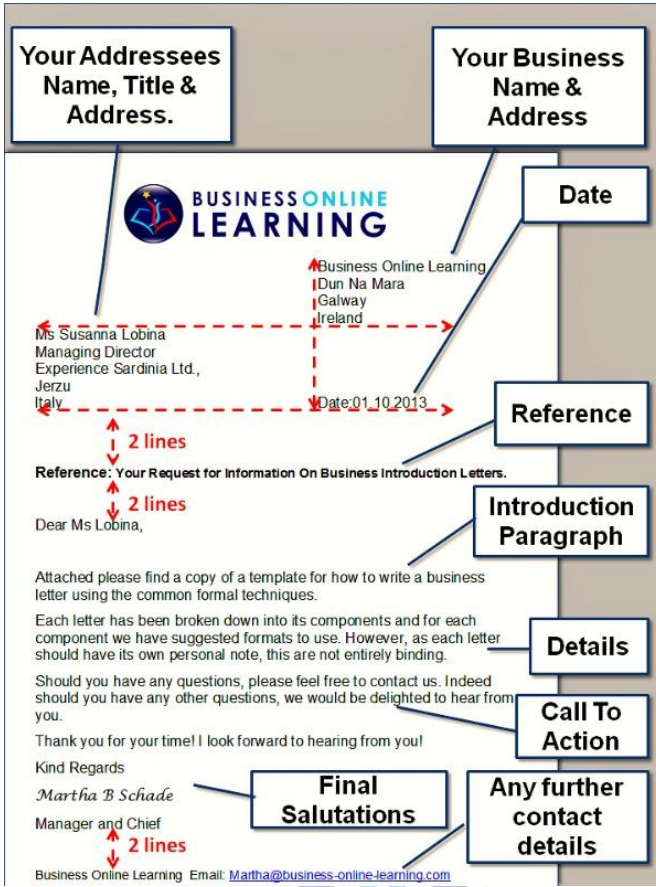 Your Addressees
Name, Title &
Address.
Your Business
Name &
Address
Date
BUSINESS ONLINE
LEARNING
Business Online Learning
Dun Na Mara
Galway
Ireland
Ms Susanna Lobina
Managing Director
Experience Sardinia Ltd.,
Jerzu
Italy
Date:01.10.2013
Reference
2 lines
Reference: Your Request for Information On Business Introduction Letters.
2 lines
Dear Ms Lobina,
Introduction
Paragraph
Attached please find a copy of a template for how to write a business
letter using the common formal techniques.
Each letter has been broken down into its components and for each
component we have suggested formats to use. However, as each letter
should have its own personal note, this are not entirely binding.
Details
Should you have any questions, please feel free to contact us. Indeed
should you have any other questions, we would be delighted to hear from
you.
Call To
Action
Thank you for your time! I look forward to hearing from you!
Kind Regards
Martha B Schade
Manager and Chief
Final
Salutations
Any further
contact
details
2 lines
Business Online Learning Email: Martha@business-online-learning.com